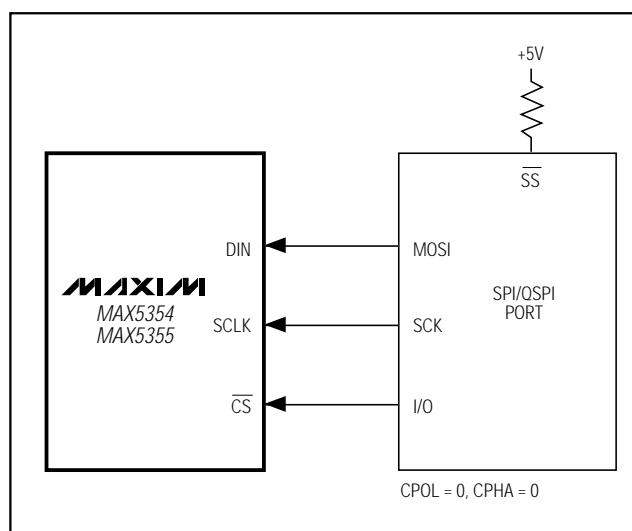 +5V
SS
DIN
MOSI
MAXIM
MAX5354
MAX5355
SPI/QSPI
PORT
SCLK
SCK
CS
I/O
CPOL = 0, CPHA = 0